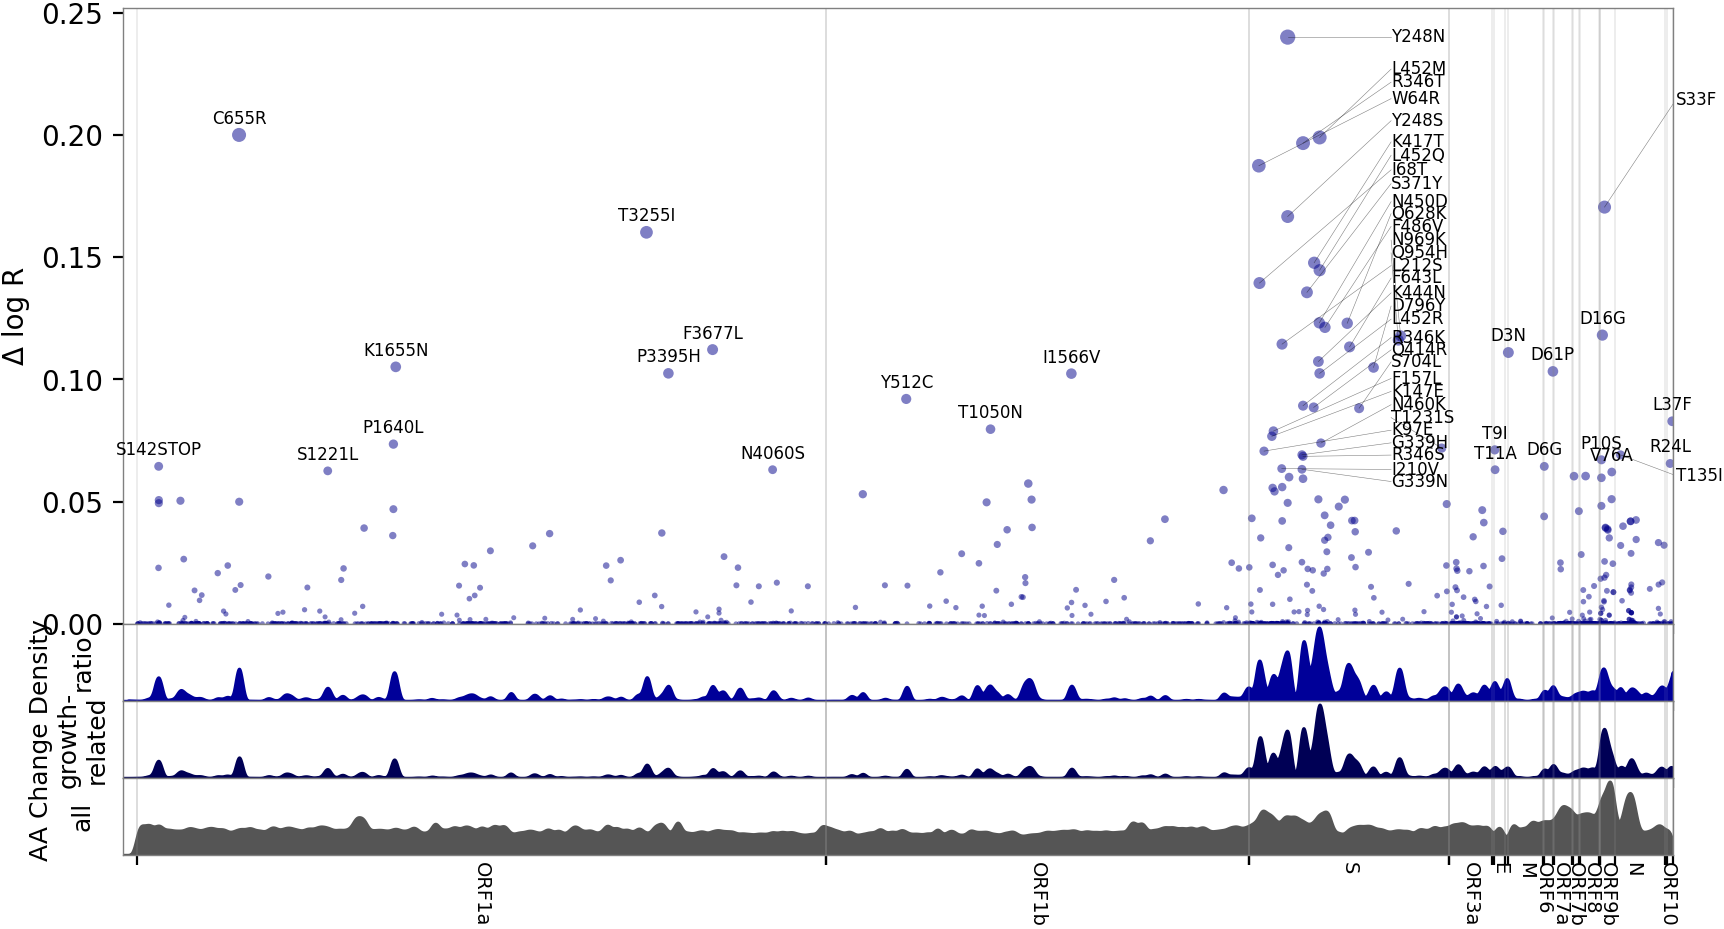 0.25
0.20
0.15
0.10
0.05
0.00
Δ log R
C655R
T3255I
K1655N
F3677L
P3395H
P1640L
S142STOP
S1221L
N4060S
Y512C
I1566V
T1050N
Y248N
L452M
R346T
W64R
Y248S
K417T
L452Q
I68T
S371Y
N450D
Q628K
F486V
N969K
Q954H
L212S
F643L
K444N
D796Y
L452R
R346K
Q414R
S704L
F157L
K147E
N460K
T1231S
K97E
G339H
R346S
I210V
G339N
S33F
D16G
D3N
D61P
L37F
T9I
T11A
D6G
P10S
V76A
R24L
T135I
AA Change Density
ratio
growth-
related
all
ORF1a
ORF1b
S
ORF3a
E
M
ORF6
ORF7a
ORF7b
ORF8
ORF9b
N
ORF10